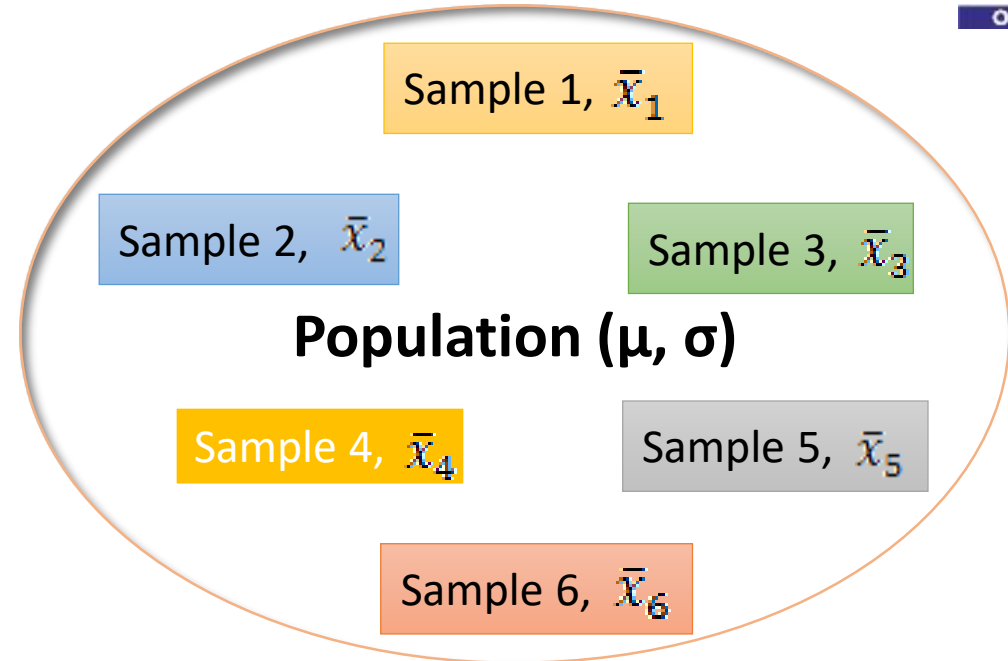 Sample 1, x̄₁
Sample 2, x̄₂
Sample 3, x̄₃
Population (μ, σ)
Sample 4, x̄₄
Sample 5, x̄₅
Sample 6, x̄₆